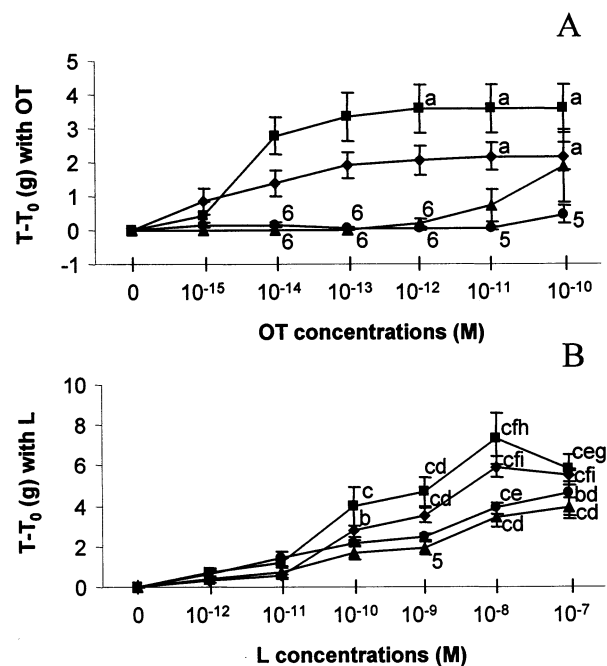 A
T-T₀ (g) with OT
5
4
3
2
1
0
-1
a a a
a a
6 6 6
6 6 6 5 5
0 10⁻¹⁵ 10⁻¹⁴ 10⁻¹³ 10⁻¹² 10⁻¹¹ 10⁻¹⁰
OT concentrations (M)
B
T-T₀ (g) with L
10
8
6
4
2
0
c cd cfh ceg
b cd cfi cfi
ce bd
5 cd cd
0 10⁻¹² 10⁻¹¹ 10⁻¹⁰ 10⁻⁹ 10⁻⁸ 10⁻⁷
L concentrations (M)